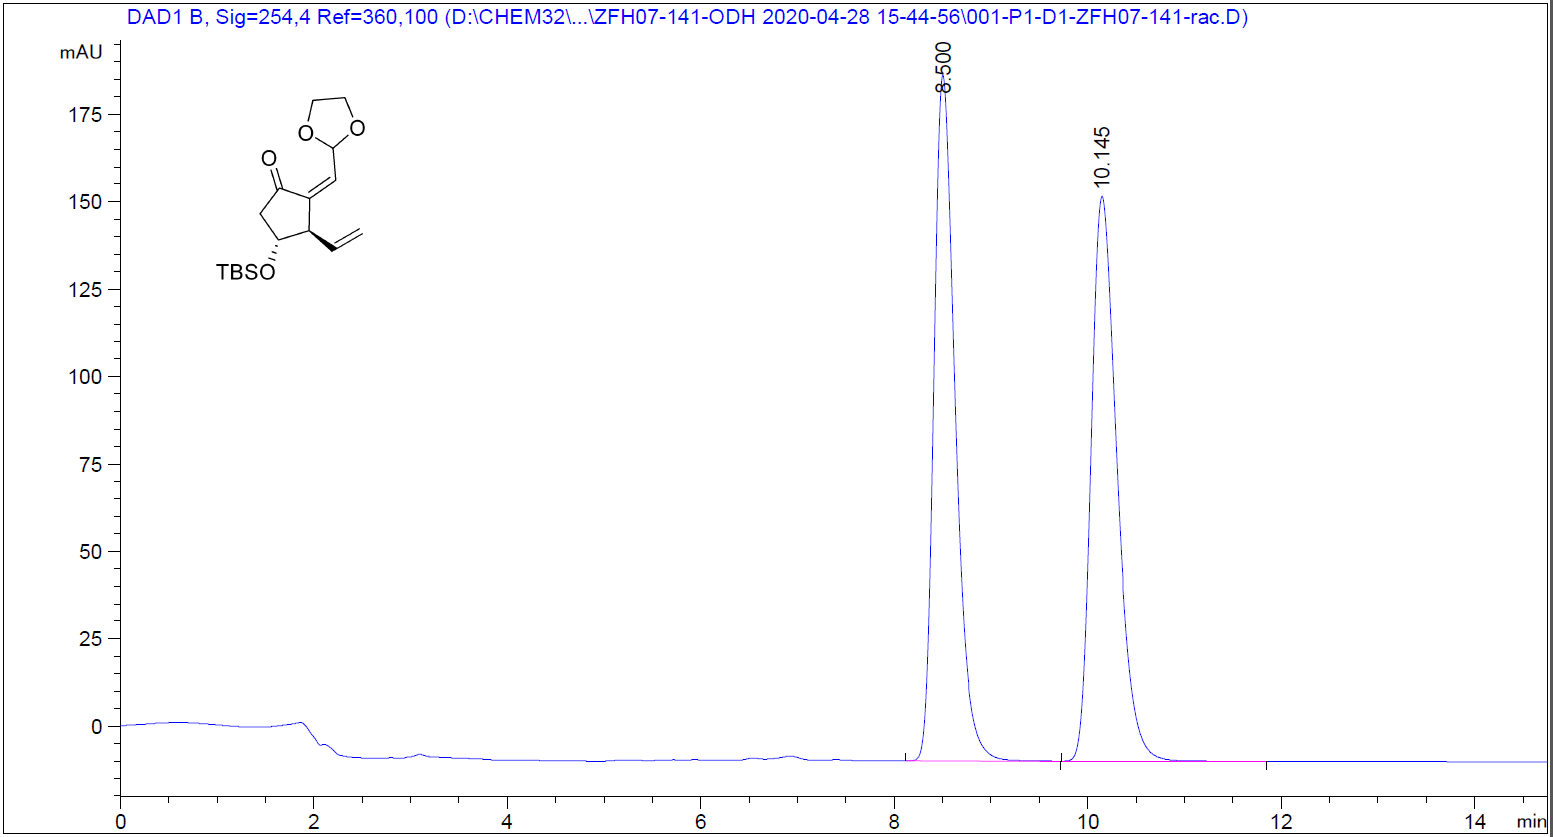 DAD1 B, Sig=254,4 Ref=360,100 (D:\CHEM32\...\ZFH07-141-ODH 2020-04-28 15-44-56\001-P1-D1-ZFH07-141-rac.D)
mAU
8.500
10.145
O
O
O
TBSO
175
150
125
100
75
50
25
0
0 2 4 6 8 10 12 14 min